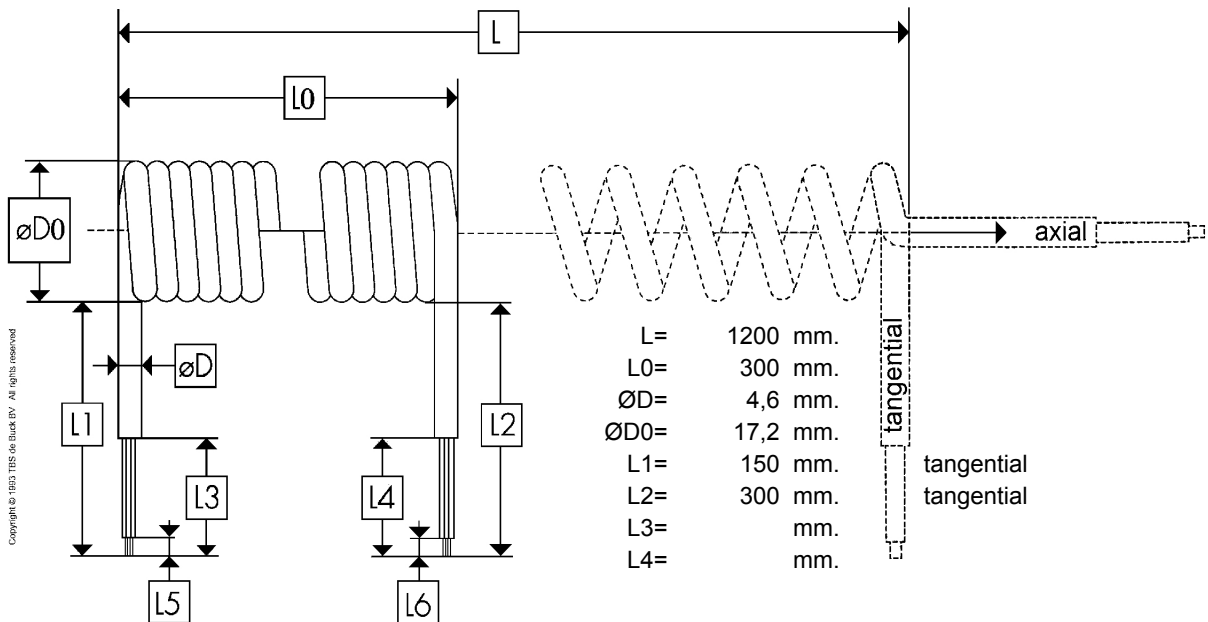 L
L0
øD0
axial
øD
L1
L2
L3
L4
L5
L6
tangential
L= 1200 mm.
L0= 300 mm.
ØD= 4,6 mm.
ØD0= 17,2 mm.
L1= 150 mm. tangential
L2= 300 mm. tangential
L3= mm.
L4= mm.
Copyright © 1993 TBS de Buck BV All rights reserved